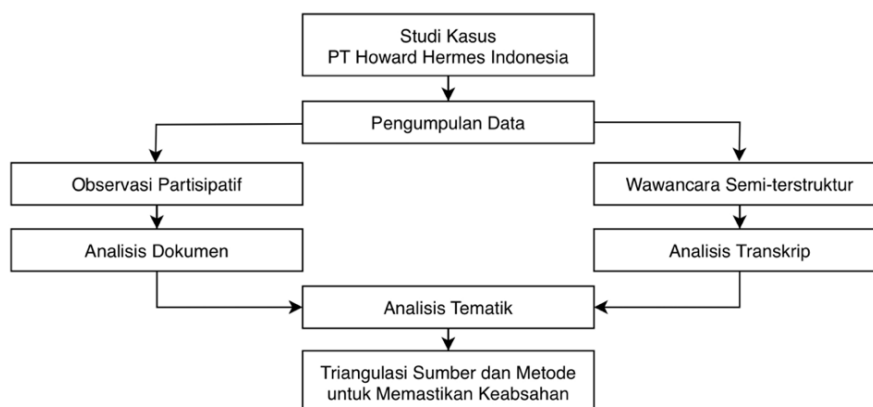 Studi Kasus
PT Howard Hermes Indonesia
Pengumpulan Data
Observasi Partisipatif
Wawancara Semi-terstruktur
Analisis Dokumen
Analisis Transkrip
Analisis Tematik
Triangulasi Sumber dan Metode
untuk Memastikan Keabsahan